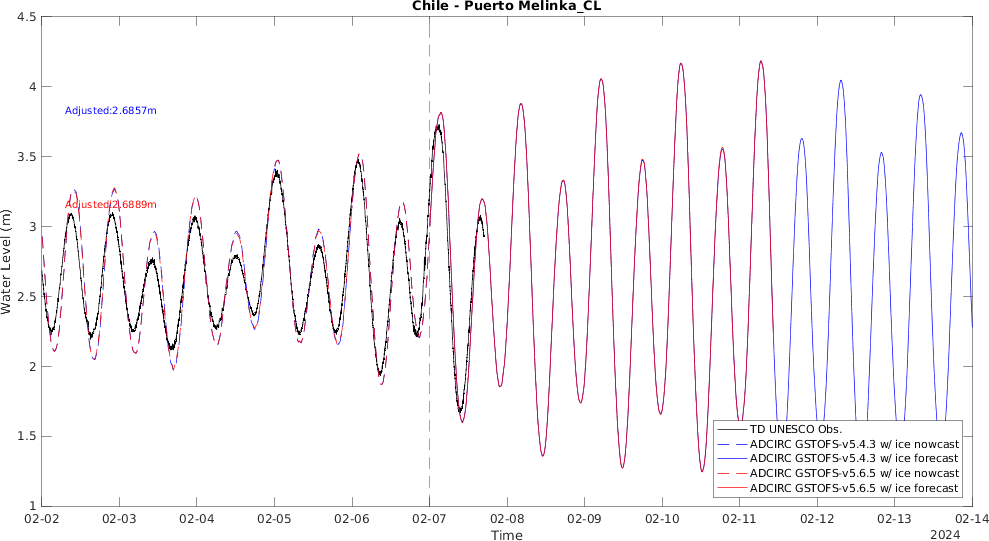 Chile - Puerto Melinka_CL
4.5
4
3.5
3
2.5
2
1.5
1
Water Level (m)
Adjusted:2.6857m
Adjusted:2.6889m
TD UNESCO Obs.
ADCIRC GSTOFS-v5.4.3 w/ ice nowcast
ADCIRC GSTOFS-v5.4.3 w/ ice forecast
ADCIRC GSTOFS-v5.6.5 w/ ice nowcast
ADCIRC GSTOFS-v5.6.5 w/ ice forecast
02-02 02-03 02-04 02-05 02-06 02-07 02-08 02-09 02-10 02-11 02-12 02-13 02-14
Time
2024